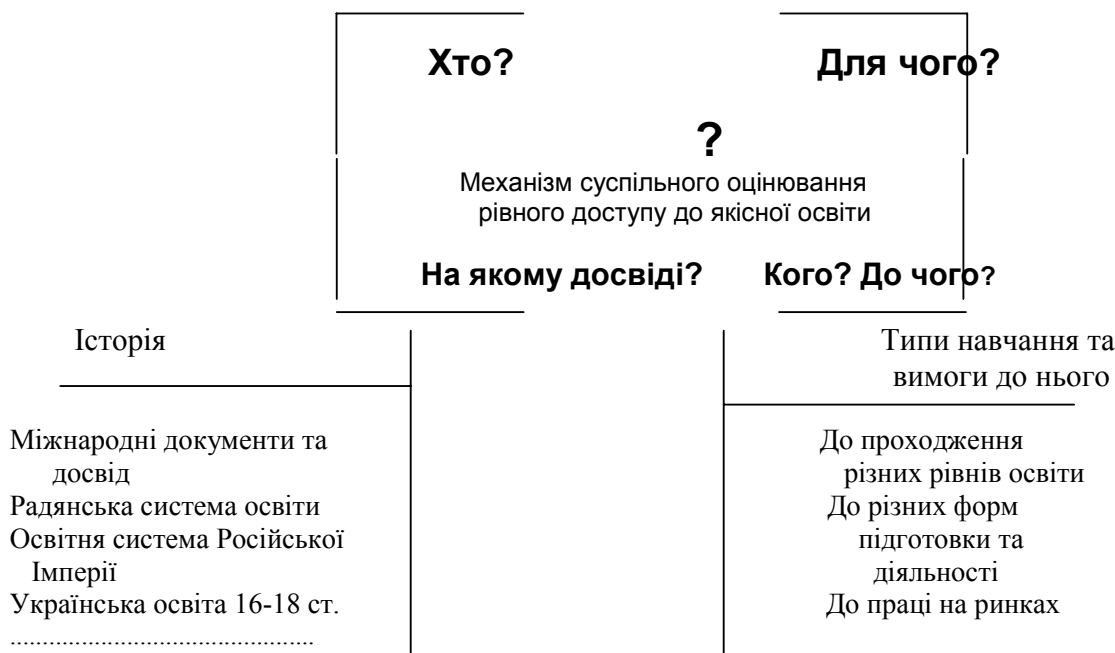 Хто?
Для чого?
?
Механізм суспільного оцінювання
рівного доступу до якісної освіти
На якому досвіді?
Кого? До чого?
Історія
Міжнародні документи та
досвід
Радянська система освіти
Освітня система Російської
Імперії
Українська освіта 16-18 ст.
............................................
Типи навчання та
вимоги до нього
До проходження
різних рівнів освіти
До різних форм
підготовки та
діяльності
До праці на ринках